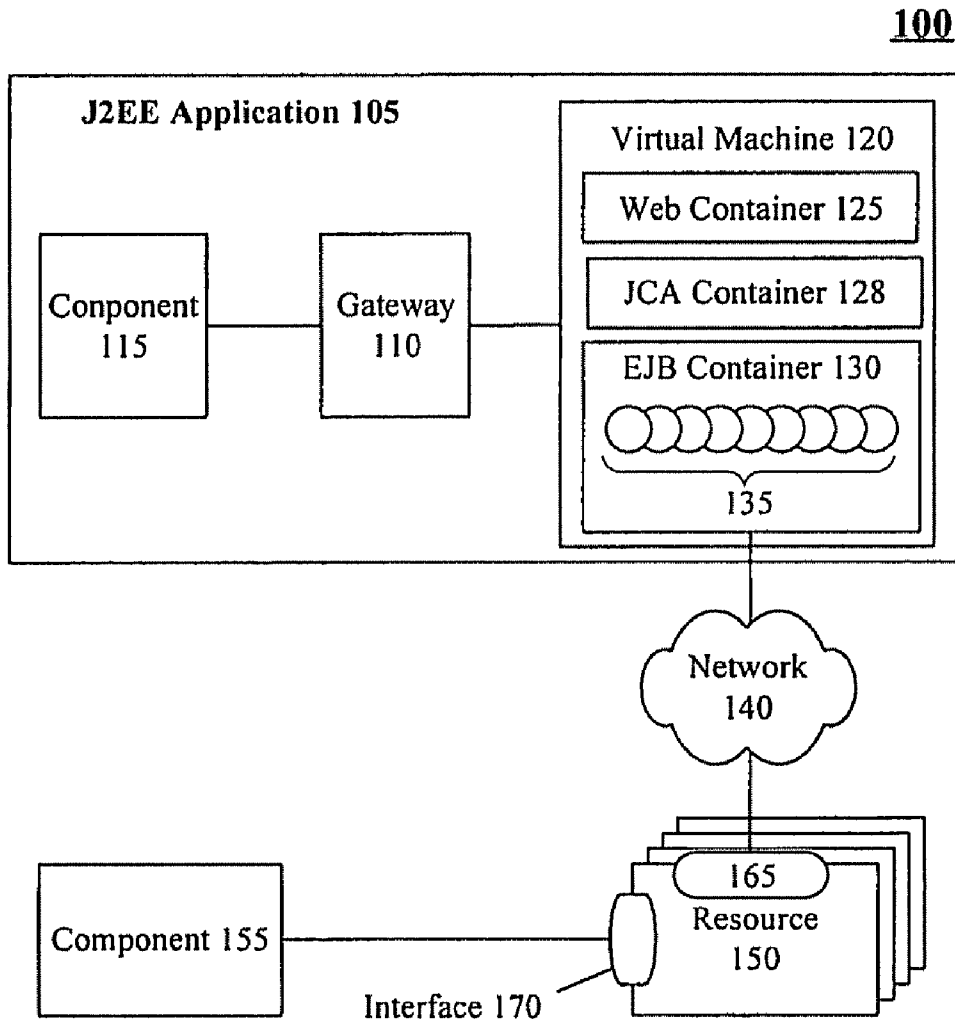 100
J2EE Application 105
Virtual Machine 120
Web Container 125
JCA Container 128
EJB Container 130
135
Conponent
115
Gateway
110
Network
140
165
Resource
150
Component 155
Interface 170